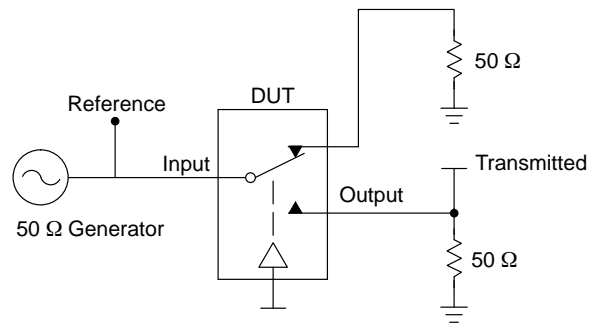 50 Ω
Reference
DUT
Input
Transmitted
Output
50 Ω Generator
50 Ω